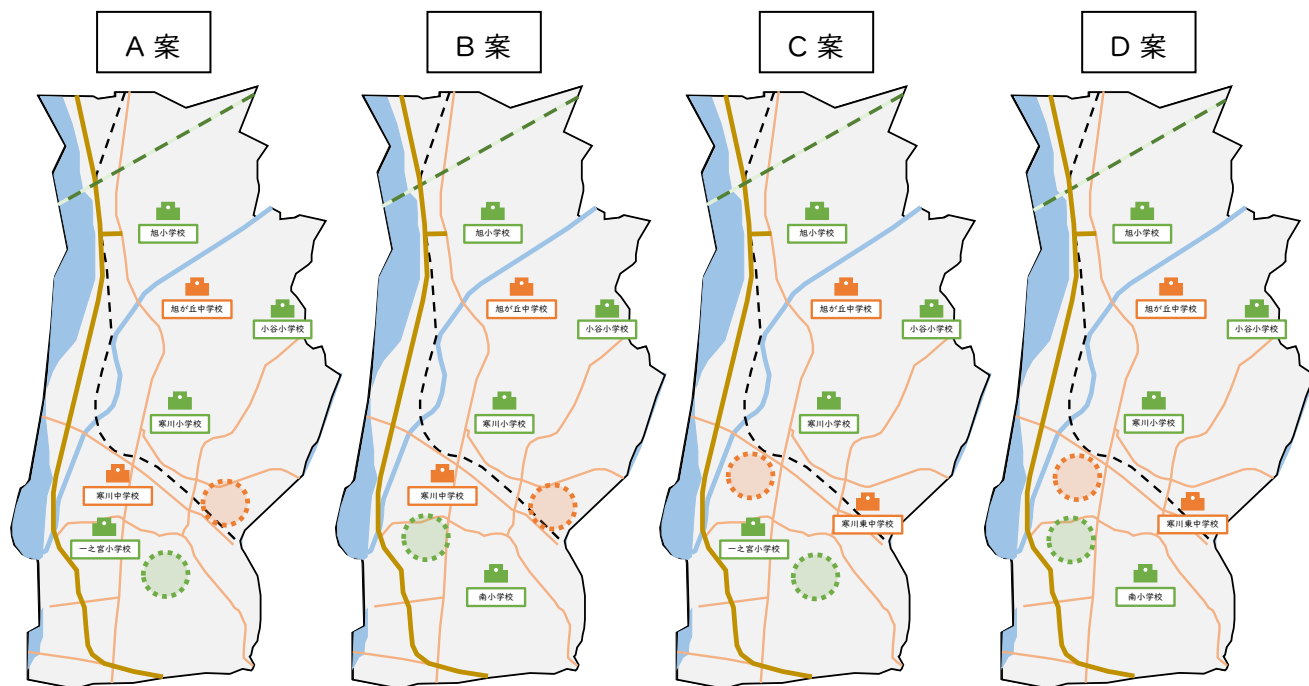 A 案
B 案
C 案
D 案
旭小学校
旭が丘中学校
小谷小学校
寒川小学校
寒川中学校
一之宮小学校
旭小学校
旭が丘中学校
小谷小学校
寒川小学校
寒川中学校
南小学校
旭小学校
旭が丘中学校
小谷小学校
寒川小学校
寒川東中学校
一之宮小学校
旭小学校
旭が丘中学校
小谷小学校
寒川小学校
寒川東中学校
南小学校